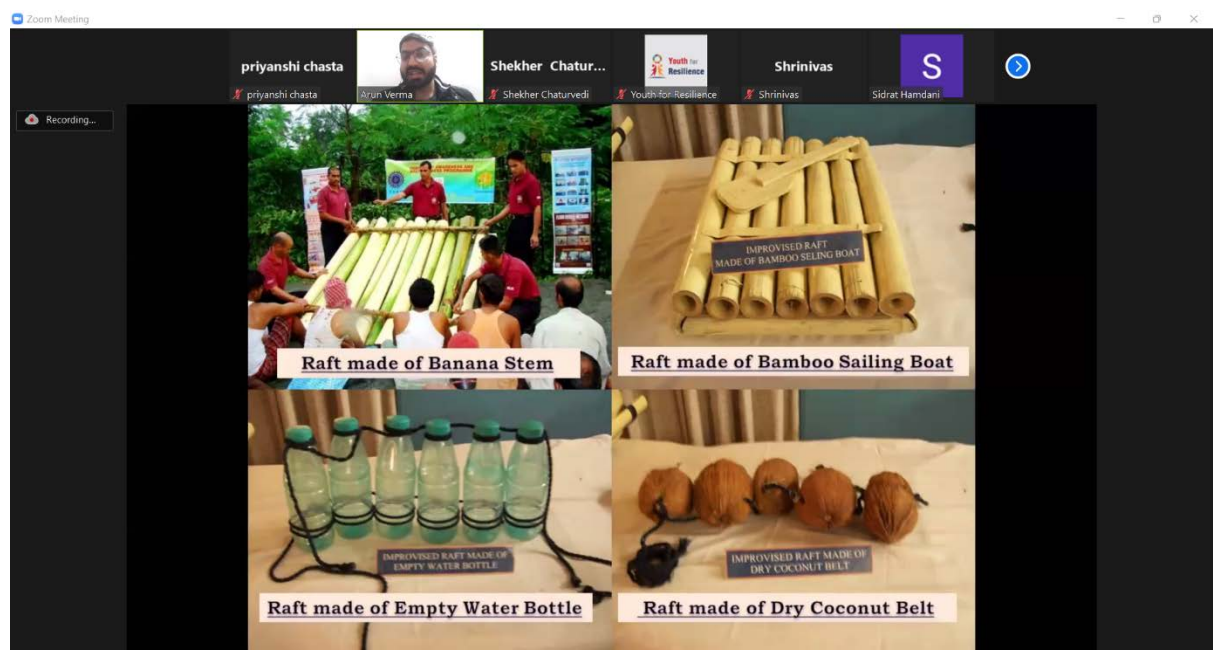 Zoom Meeting
priyanshi chasta
Shekher Chatur...
Youth for
Resilience
Shrinivas
S
priyanshi chasta
Arun Verma
Shekher Chaturvedi
Youth for Resilience
Shrinivas
Sidrat Hamdani
Recording...
IMPROVISED RAFT
MADE OF BAMBOO SELING BOAT
Raft made of Banana Stem
Raft made of Bamboo Sailing Boat
IMPROVISED RAFT MADE OF
EMPTY WATER BOTTLE
IMPROVISED RAFT MADE OF
DRY COCONUT BELT
Raft made of Empty Water Bottle
Raft made of Dry Coconut Belt